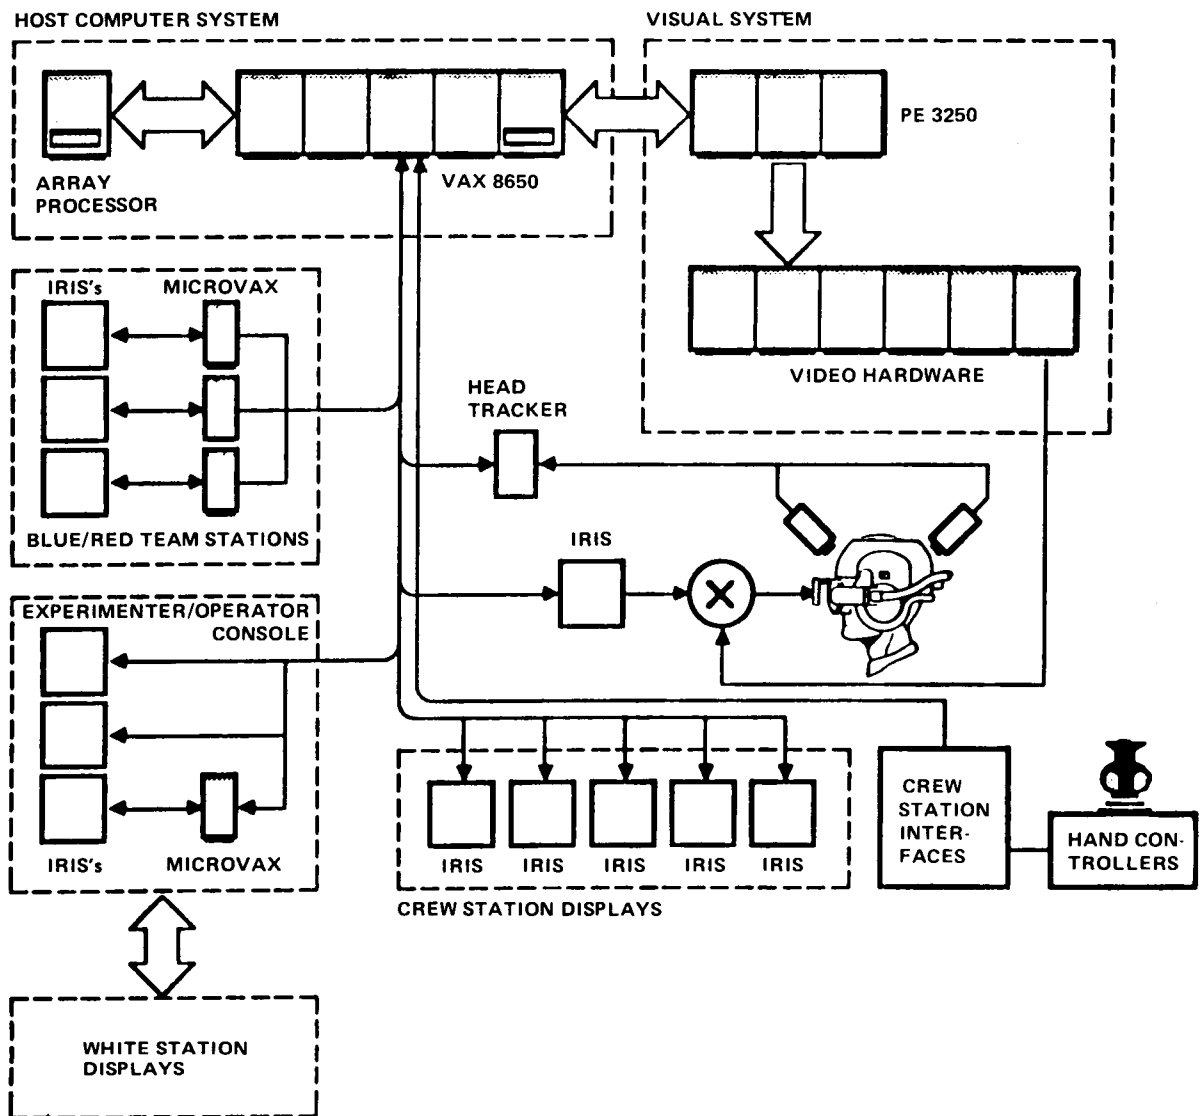 HOST COMPUTER SYSTEM
VISUAL SYSTEM
PE 3250
ARRAY
PROCESSOR
VAX 8650
IRIS's
MICROVAX
VIDEO HARDWARE
HEAD
TRACKER
BLUE/RED TEAM STATIONS
IRIS
EXPERIMENTER/OPERATOR
CONSOLE
IRIS's
MICROVAX
IRIS
IRIS
IRIS
IRIS
IRIS
CREW STATION DISPLAYS
CREW
STATION
INTER-
FACES
HAND CON-
TROLLERS
WHITE STATION
DISPLAYS